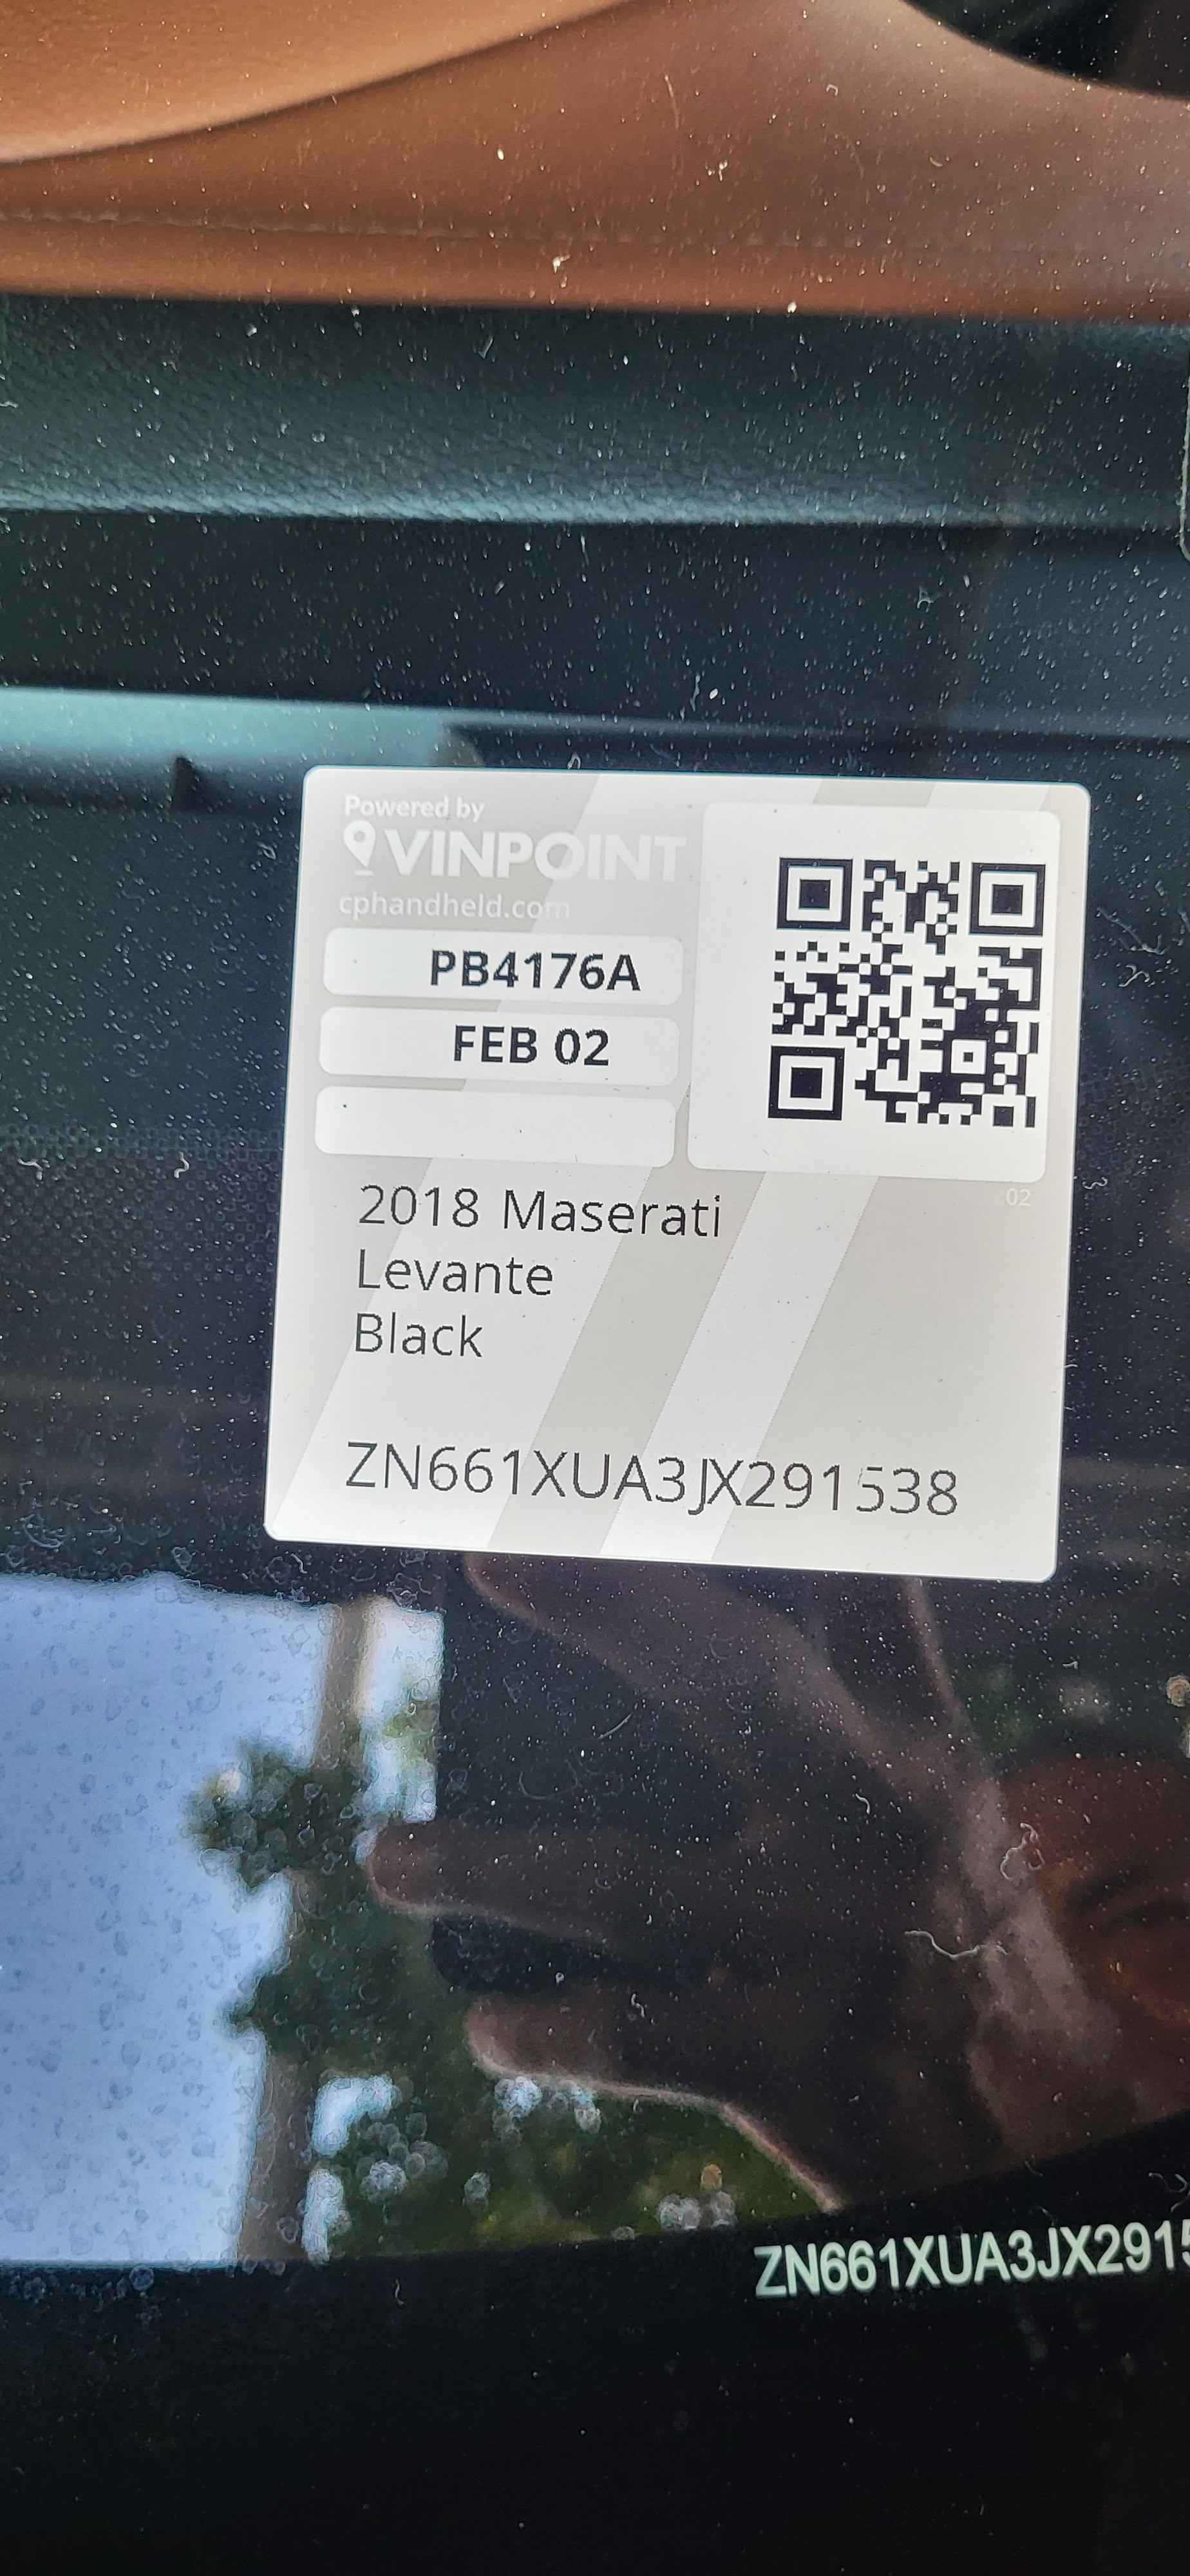 Powered by
VINPOINT
cphandheld.com
PB4176A
FEB 02
02
2018 Maserati
Levante
Black
ZN661XUA3JX291538
ZN661XUA3JX2915